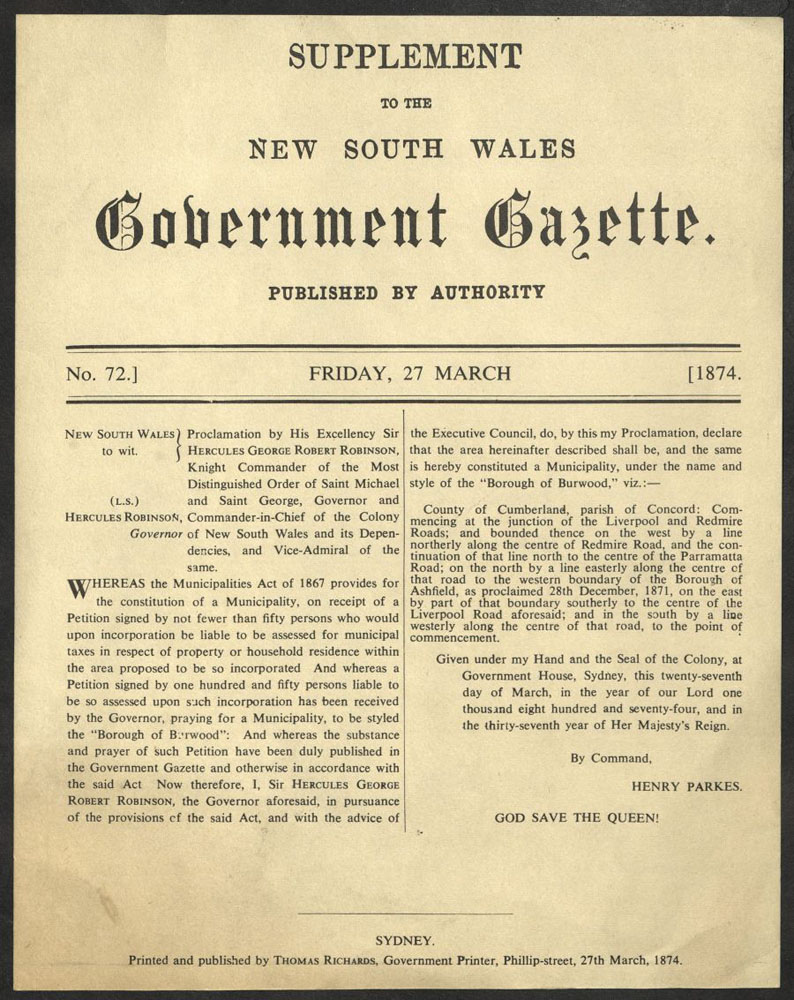 SUPPLEMENT
TO THE
NEW SOUTH WALES
Government Gazette.
PUBLISHED BY AUTHORITY
No. 72.]
FRIDAY, 27 MARCH
[1874.
NEW SOUTH WALES }
to wit.
(L.S.)
HERCULES ROBINSON,
Governor
Proclamation by His Excellency Sir
HERCULES GEORGE ROBERT ROBINSON,
Knight Commander of the Most
Distinguished Order of Saint Michael
and Saint George, Governor and
Commander-in-Chief of the Colony
of New South Wales and its Depen-
dencies, and Vice-Admiral of the
same.
WHEREAS the Municipalities Act of 1867 provides for
the constitution of a Municipality, on receipt of a
Petition signed by not fewer than fifty persons who would
upon incorporation be liable to be assessed for municipal
taxes in respect of property or household residence within
the area proposed to be so incorporated And whereas a
Petition signed by one hundred and fifty persons liable to
be so assessed upon such incorporation has been received
by the Governor, praying for a Municipality, to be styled
the "Borough of Burwood": And whereas the substance
and prayer of such Petition have been duly published in
the Government Gazette and otherwise in accordance with
the said Act Now therefore, I, Sir HERCULES GEORGE
ROBERT ROBINSON, the Governor aforesaid, in pursuance
of the provisions of the said Act, and with the advice of
the Executive Council, do, by this my Proclamation, declare
that the area hereinafter described shall be, and the same
is hereby constituted a Municipality, under the name and
style of the "Borough of Burwood," viz.:—
County of Cumberland, parish of Concord: Com-
mencing at the junction of the Liverpool and Redmire
Roads; and bounded thence on the west by a line
northerly along the centre of Redmire Road, and the con-
tinuation of that line north to the centre of the Parramatta
Road; on the north by a line easterly along the centre of
that road to the western boundary of the Borough of
Ashfield, as proclaimed 28th December, 1871, on the east
by part of that boundary southerly to the centre of the
Liverpool Road aforesaid; and in the south by a line
westerly along the centre of that road, to the point of
commencement.
Given under my Hand and the Seal of the Colony, at
Government House, Sydney, this twenty-seventh
day of March, in the year of our Lord one
thousand eight hundred and seventy-four, and in
the thirty-seventh year of Her Majesty's Reign.
By Command,
HENRY PARKES.
GOD SAVE THE QUEEN!
SYDNEY.
Printed and published by THOMAS RICHARDS, Government Printer, Phillip-street, 27th March, 1874.